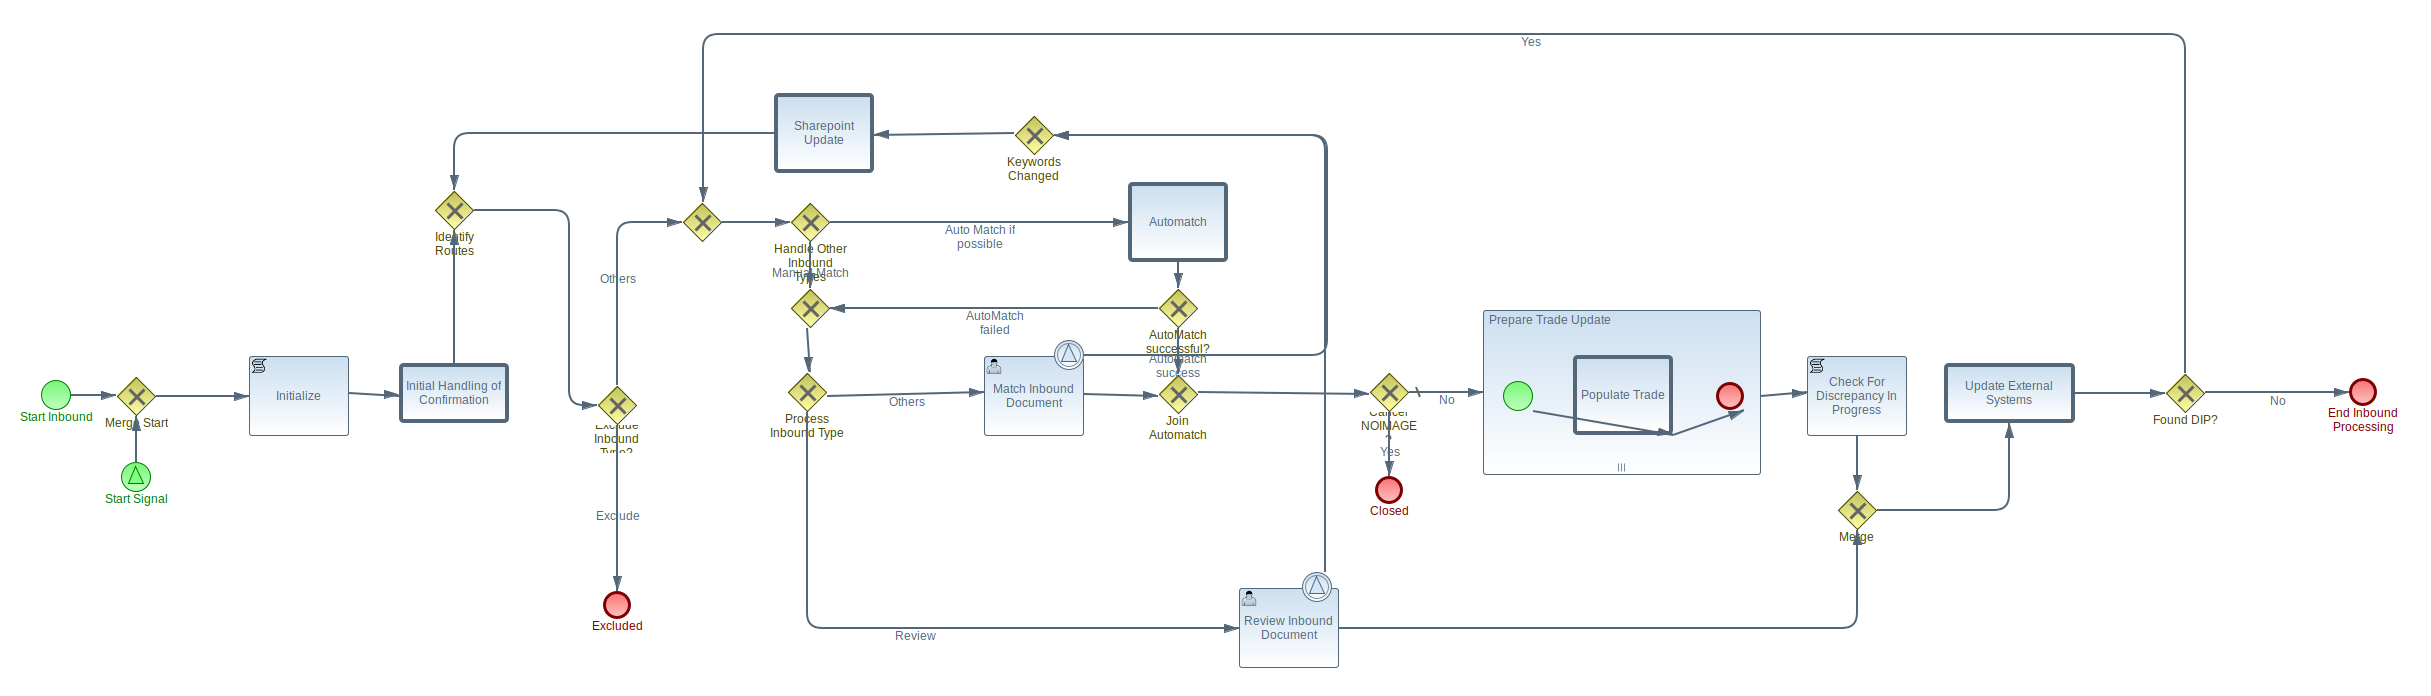 Yes
Sharepoint
Update
Keywords
Changed
Identify
Routes
Others
Handle Other
Inbound
Types
Manual Match
Auto Match if
possible
Automatch
AutoMatch
failed
AutoMatch
successful?
Automatch
success
Start Inbound
Merge Start
Start Signal
Initialize
Initial Handling of
Confirmation
Exclude
Inbound
Type?
Exclude
Excluded
Process
Inbound Type
Others
Review
Match Inbound
Document
Join
Automatch
Cancel
NOIMAGE
?
Yes
Closed
No
Prepare Trade Update
Populate Trade
Check For
Discrepancy In
Progress
Merge
Review Inbound
Document
Update External
Systems
Found DIP?
No
End Inbound
Processing